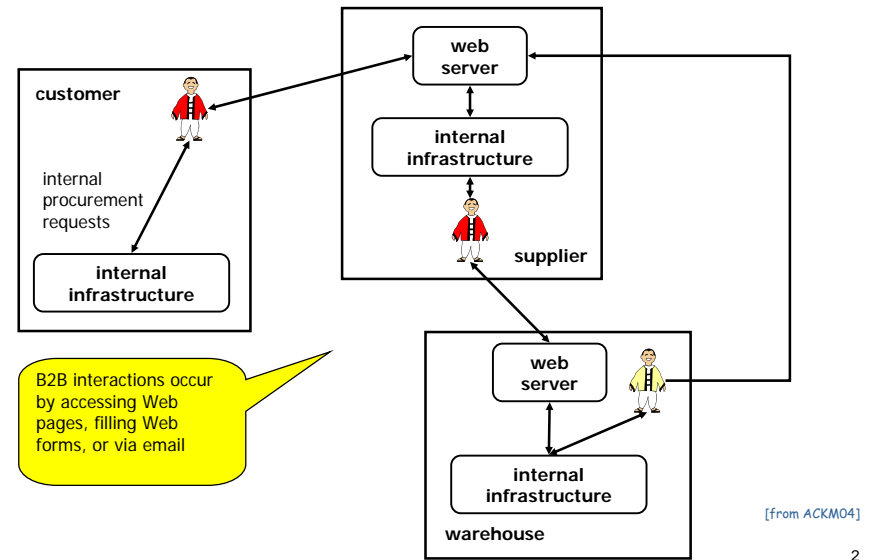 customer
internal
procurement
requests
internal
infrastructure
web
server
internal
infrastructure
supplier
B2B interactions occur
by accessing Web
pages, filling Web
forms, or via email
web
server
internal
infrastructure
warehouse
[from ACKM04]
2